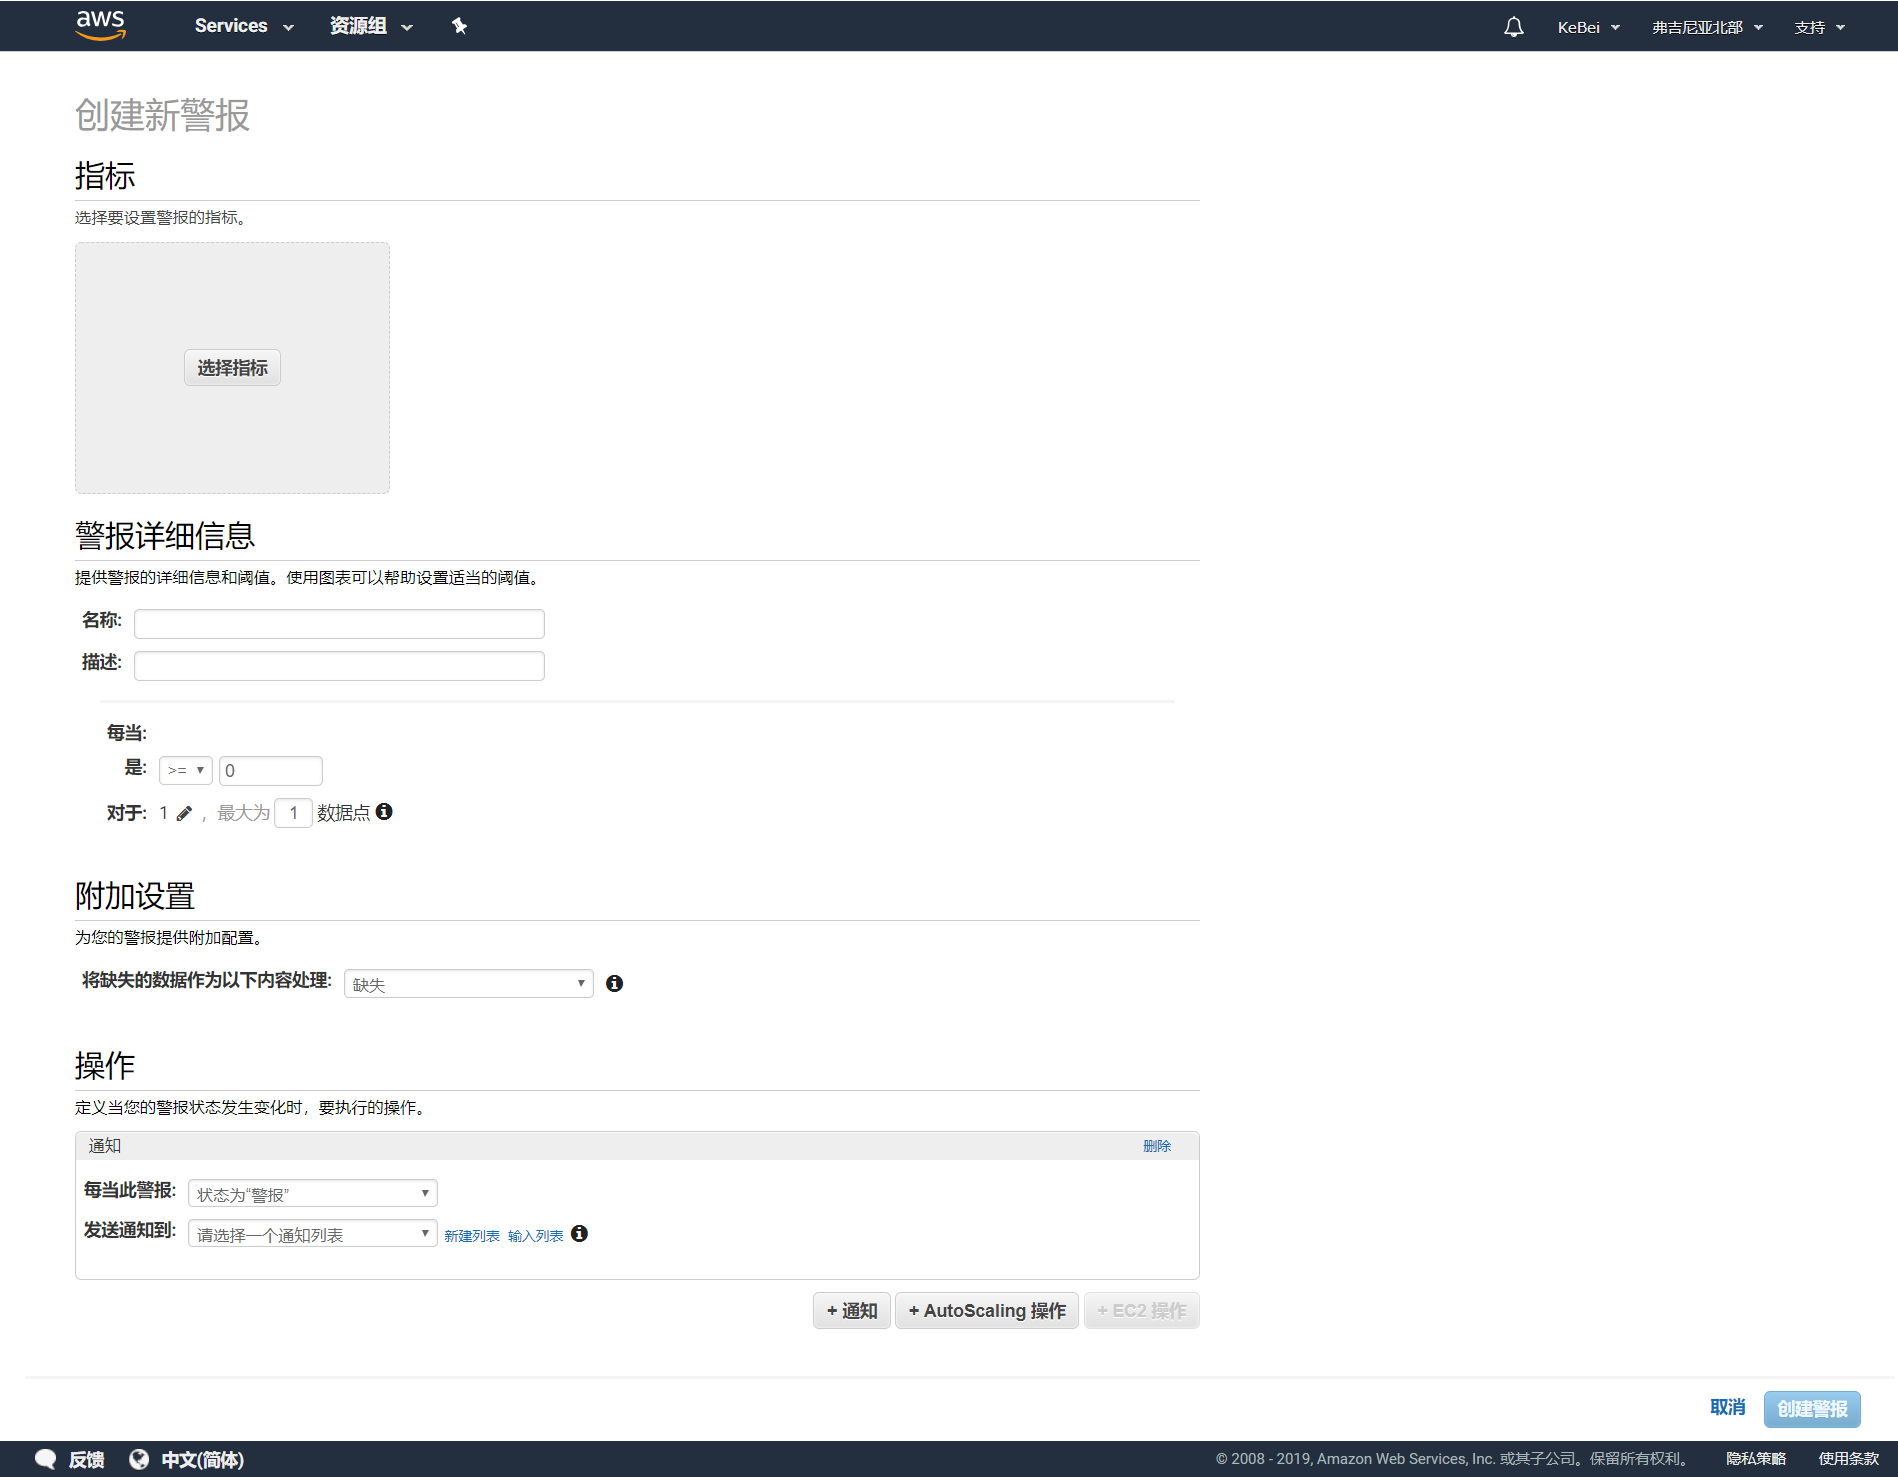 aws Services 资源组 KeBei 弗吉尼亚北部 支持
创建新警报
指标
选择要设置警报的指标。
选择指标
警报详细信息
提供警报的详细信息和阈值。使用图表可以帮助设置适当的阈值。
名称:
描述:
每当:
是: >= 0
对于: 1 , 最大为 1 数据点
附加设置
为您的警报提供附加配置。
将缺失的数据作为以下内容处理: 缺失
操作
定义当您的警报状态发生变化时，要执行的操作。
通知 删除
每当此警报: 状态为“警报”
发送通知到: 请选择一个通知列表 新建列表 输入列表
+ 通知 + AutoScaling 操作 + EC2 操作
取消 创建警报
反馈 中文(简体) © 2008 - 2019, Amazon Web Services, Inc. 或其子公司。保留所有权利。 隐私策略 使用条款